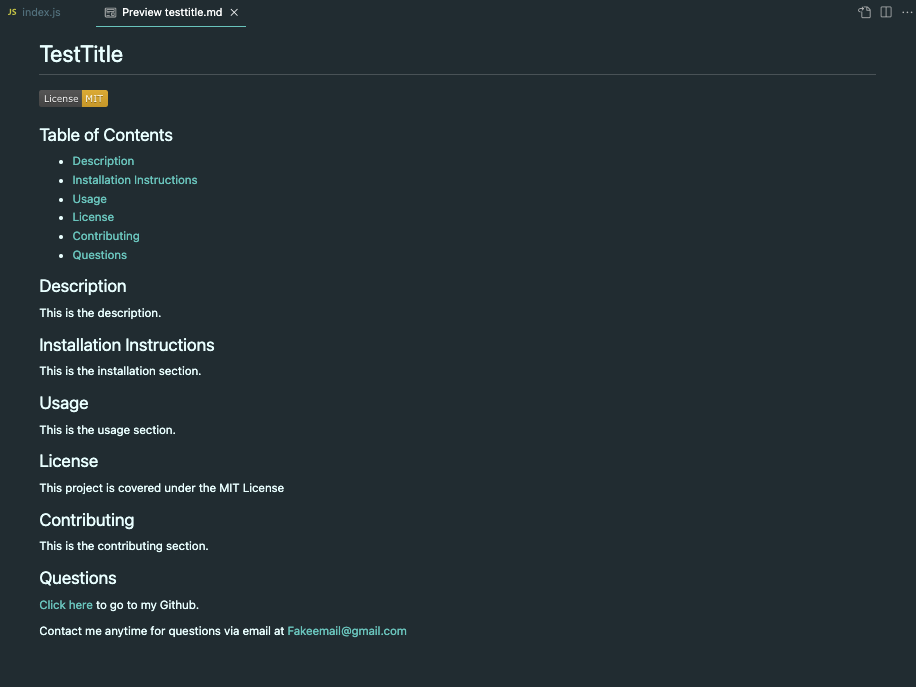 JS index.js
Preview testtitle.md
TestTitle
License MIT
Table of Contents
Description
Installation Instructions
Usage
License
Contributing
Questions
Description
This is the description.
Installation Instructions
This is the installation section.
Usage
This is the usage section.
License
This project is covered under the MIT License
Contributing
This is the contributing section.
Questions
Click here to go to my Github.
Contact me anytime for questions via email at Fakeemail@gmail.com